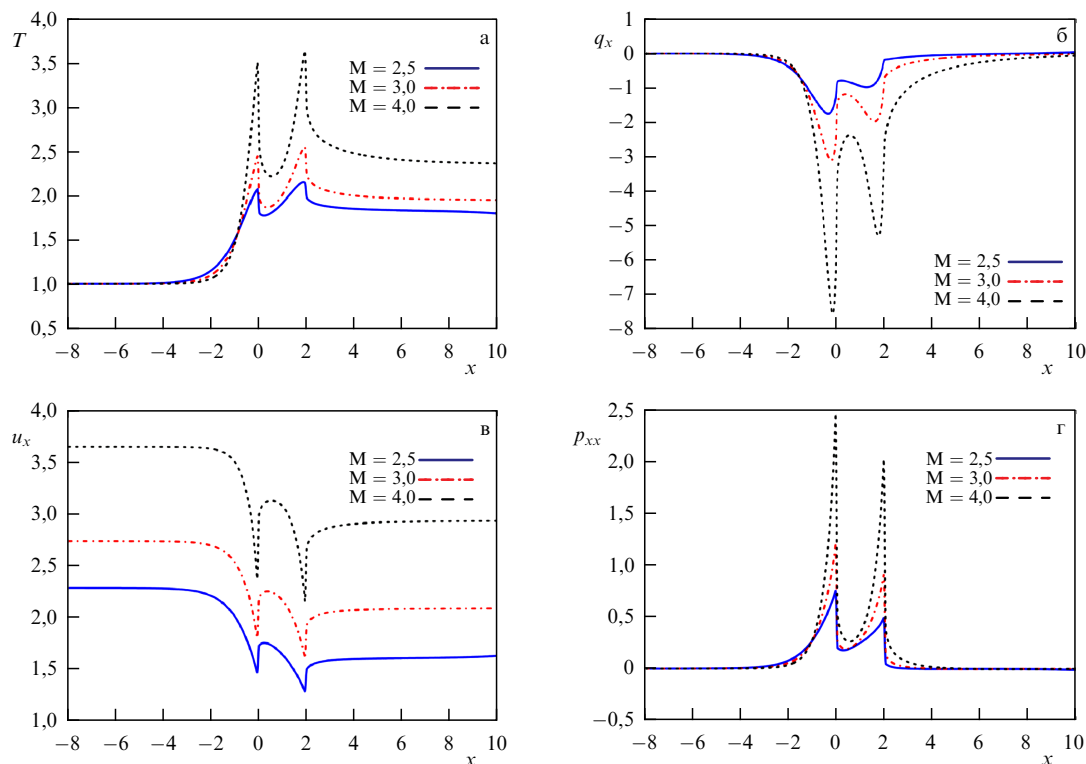 4,0
3,5
3,0
2,5
2,0
1,5
1,0
0,5
T
а
M = 2,5
M = 3,0
M = 4,0
−8 −6 −4 −2 0 2 4 6 8 10
x
1
0
−1
−2
−3
−4
−5
−6
−7
−8
qx
б
M = 2,5
M = 3,0
M = 4,0
−8 −6 −4 −2 0 2 4 6 8 10
x
4,0
3,5
3,0
2,5
2,0
1,5
1,0
ux
в
M = 2,5
M = 3,0
M = 4,0
−8 −6 −4 −2 0 2 4 6 8 10
x
2,5
2,0
1,5
1,0
0,5
0
−0,5
pxx
г
M = 2,5
M = 3,0
M = 4,0
−8 −6 −4 −2 0 2 4 6 8 10
x